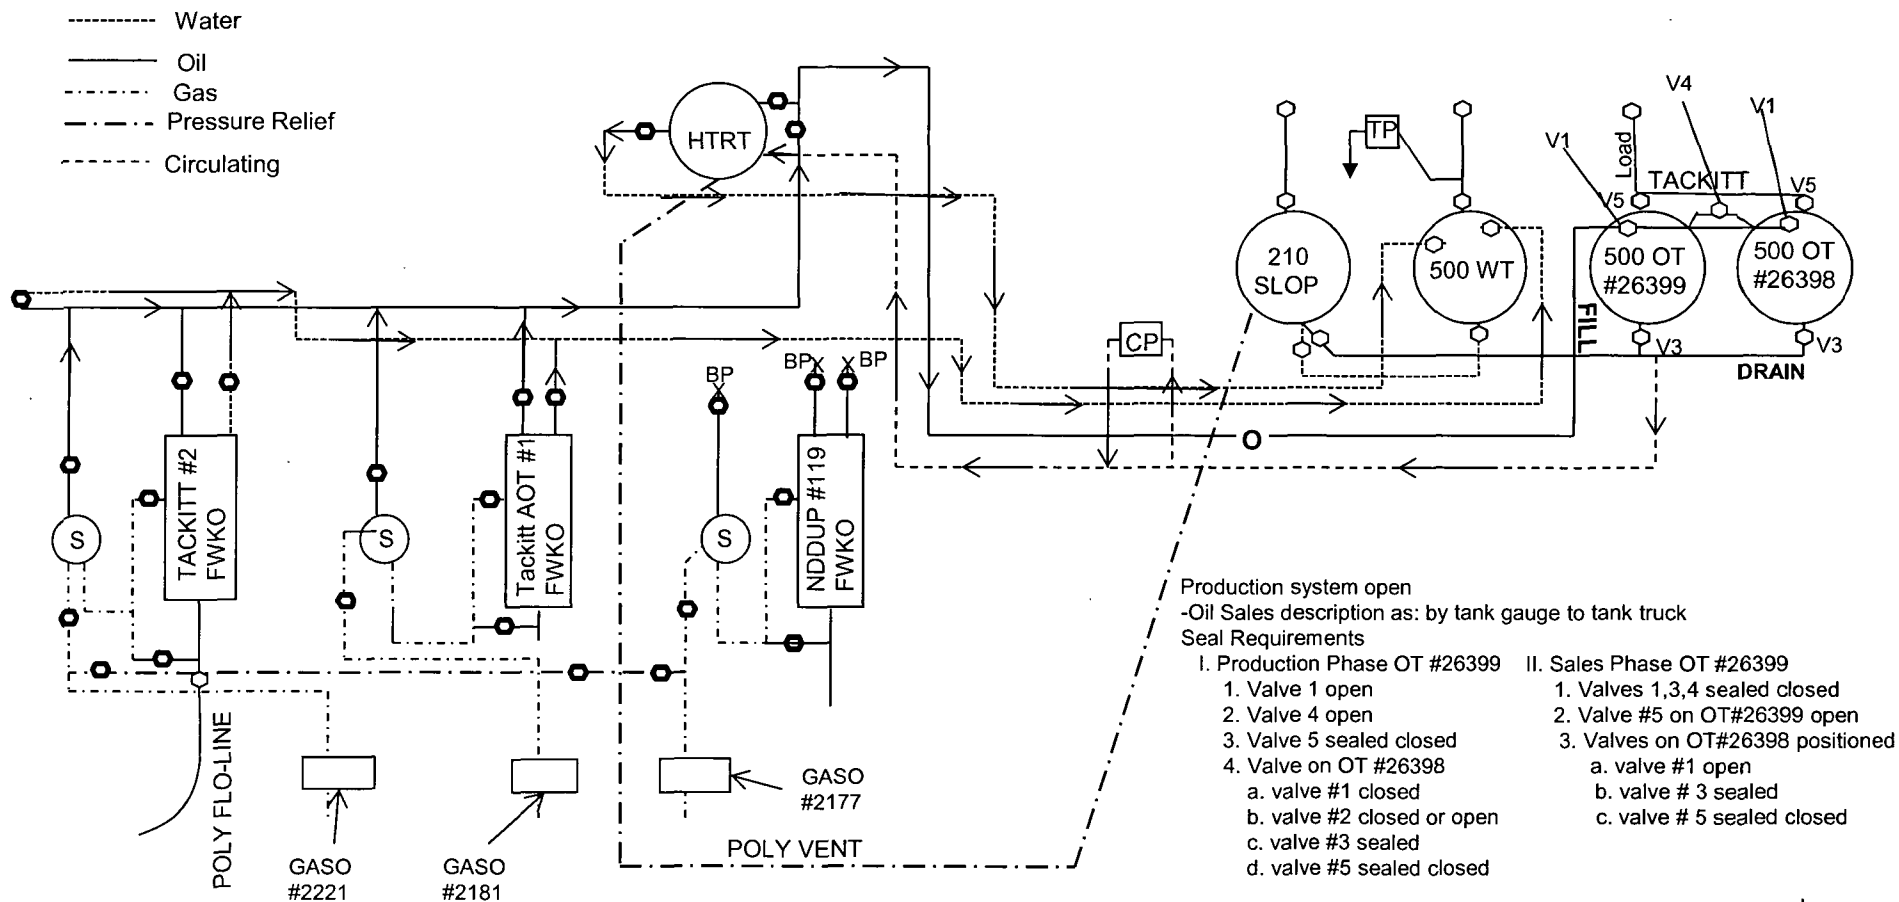 Water
Oil
Gas
Pressure Relief
Circulating
HTRT
TP
V4
V1
V1
Load
TACKITT
V5
V5
210
SLOP
500 WT
500 OT
#26399
500 OT
#26398
FILL
CP
V3
V3
DRAIN
BP
BP
BP
O
S
TACKITT #2
FWKO
S
Tackitt AOT #1
FWKO
S
NDDUP #119
FWKO
POLY FLO-LINE
GASO
#2221
GASO
#2181
GASO
#2177
POLY VENT
Production system open
-Oil Sales description as: by tank gauge to tank truck
Seal Requirements
I. Production Phase OT #26399
1. Valve 1 open
2. Valve 4 open
3. Valve 5 sealed closed
4. Valve on OT #26398
a. valve #1 closed
b. valve #2 closed or open
c. valve #3 sealed
d. valve #5 sealed closed
II. Sales Phase OT #26399
1. Valves 1,3,4 sealed closed
2. Valve #5 on OT#26399 open
3. Valves on OT#26398 positioned
a. valve #1 open
b. valve # 3 sealed
c. valve # 5 sealed closed